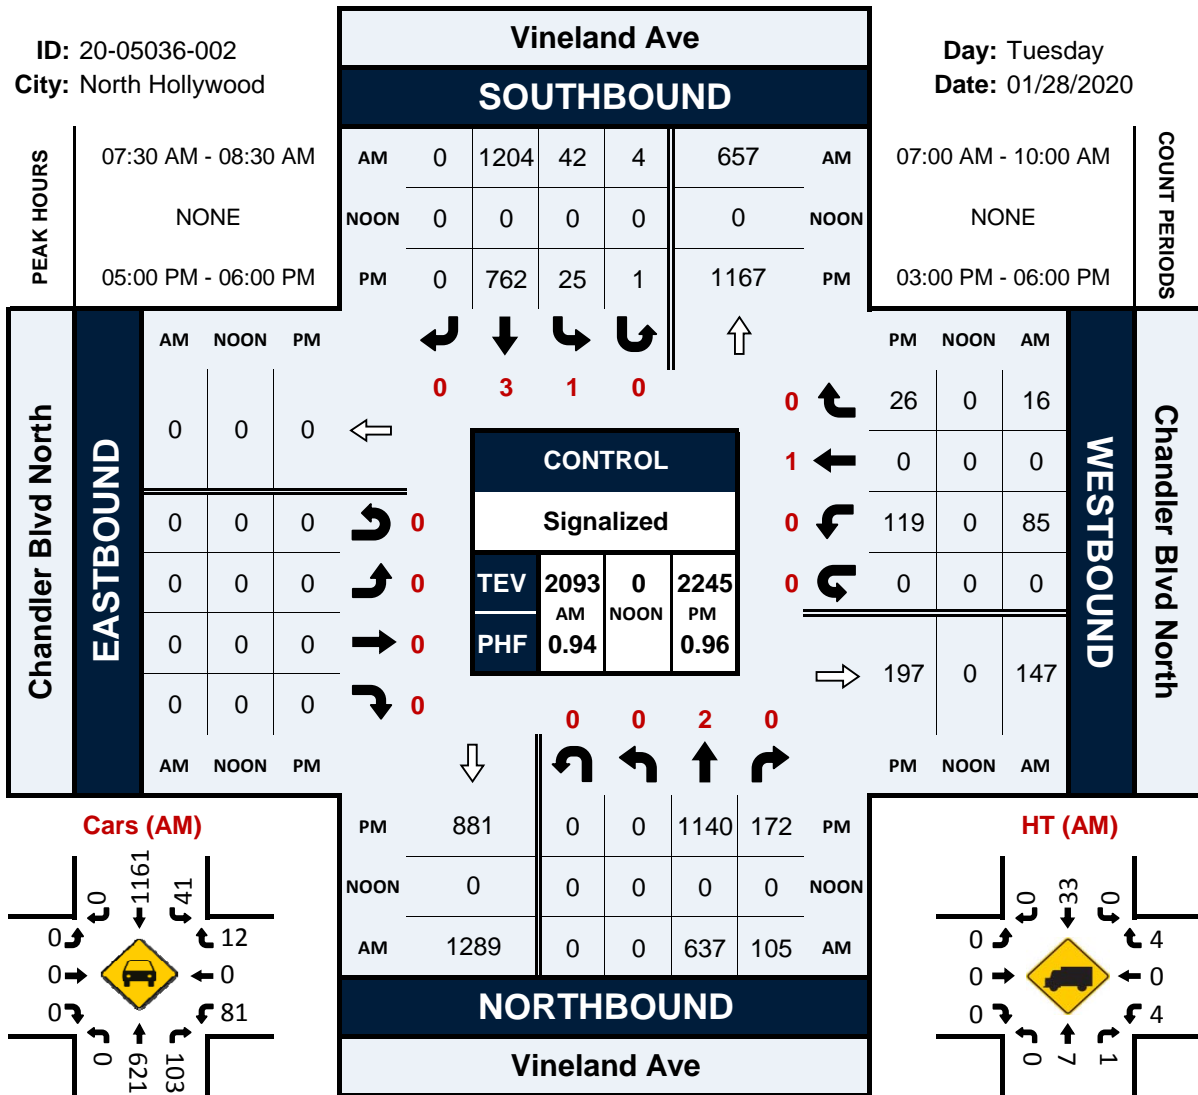 Vineland Ave
ID: 20-05036-002
Day: Tuesday
City: North Hollywood
Date: 01/28/2020
SOUTHBOUND
PEAK HOURS
07:30 AM - 08:30 AM
NONE
05:00 PM - 06:00 PM
AM 0 1204 42 4 657 AM
NOON 0 0 0 0 0 NOON
PM 0 762 25 1 1167 PM
07:00 AM - 10:00 AM
NONE
03:00 PM - 06:00 PM
COUNT PERIODS
0 3 1 0
Chandler Blvd North
EASTBOUND
AM NOON PM
0 0 0
0 0 0 0
0 0 0 0
0 0 0 0
0 0 0 0
AM NOON PM
CONTROL
Signalized
TEV 2093 0 2245
AM NOON PM
PHF 0.94 0.96
PM NOON AM
0 26 0 16
1 0 0 0
0 119 0 85
0 0 0 0
197 0 147
PM NOON AM
WESTBOUND
Chandler Blvd North
0 0 2 0
PM 881 0 0 1140 172 PM
NOON 0 0 0 0 0 NOON
AM 1289 0 0 637 105 AM
NORTHBOUND
Vineland Ave
Cars (AM)
0 1161 41
0 12
0 0
0 81
0 621 103
HT (AM)
0 33 0
0 4
0 0
0 4
0 7 1